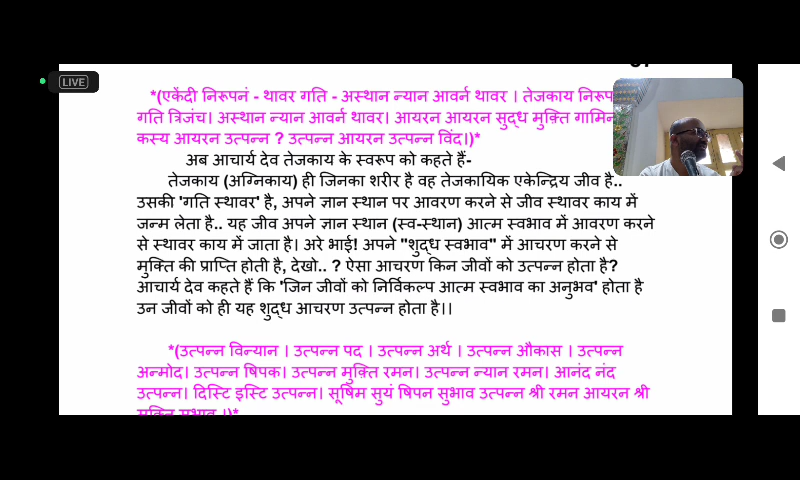 LIVE
*(एकेंदी निरूपनं - थावर गति - अस्थान न्यान आवर्न थावर । तेजकाय
गति त्रिजंच। अस्थान न्यान आवर्न थावर। आयरन आयरन सुद्ध मुक्ति
कस्य आयरन उत्पन्न ? उत्पन्न आयरन उत्पन्न विंद।)*
अब आचार्य देव तेजकाय के स्वरूप को कहते हैं-
तेजकाय (अग्निकाय) ही जिनका शरीर है वह तेजकायिक एकेन्द्रिय जीव है..
उसकी 'गति स्थावर' है, अपने ज्ञान स्थान पर आवरण करने से जीव स्थावर काय में
जन्म लेता है.. यह जीव अपने ज्ञान स्थान (स्व-स्थान) आत्म स्वभाव में आवरण करने
से स्थावर काय में जाता है। अरे भाई! अपने "शुद्ध स्वभाव" में आचरण करने से
मुक्ति की प्राप्ति होती है, देखो.. ? ऐसा आचरण किन जीवों को उत्पन्न होता है?
आचार्य देव कहते हैं कि 'जिन जीवों को निर्विकल्प आत्म स्वभाव का अनुभव' होता है
उन जीवों को ही यह शुद्ध आचरण उत्पन्न होता है।।
*(उत्पन्न विन्यान । उत्पन्न पद । उत्पन्न अर्थ । उत्पन्न औकास । उत्पन्न
अन्मोद। उत्पन्न षिपक। उत्पन्न मुक्ति रमन। उत्पन्न न्यान रमन। आनंद नंद
उत्पन्न। दिस्टि इस्टि उत्पन्न। सूषिम सुयं षिपन सुभाव उत्पन्न श्री रमन आयरन श्री